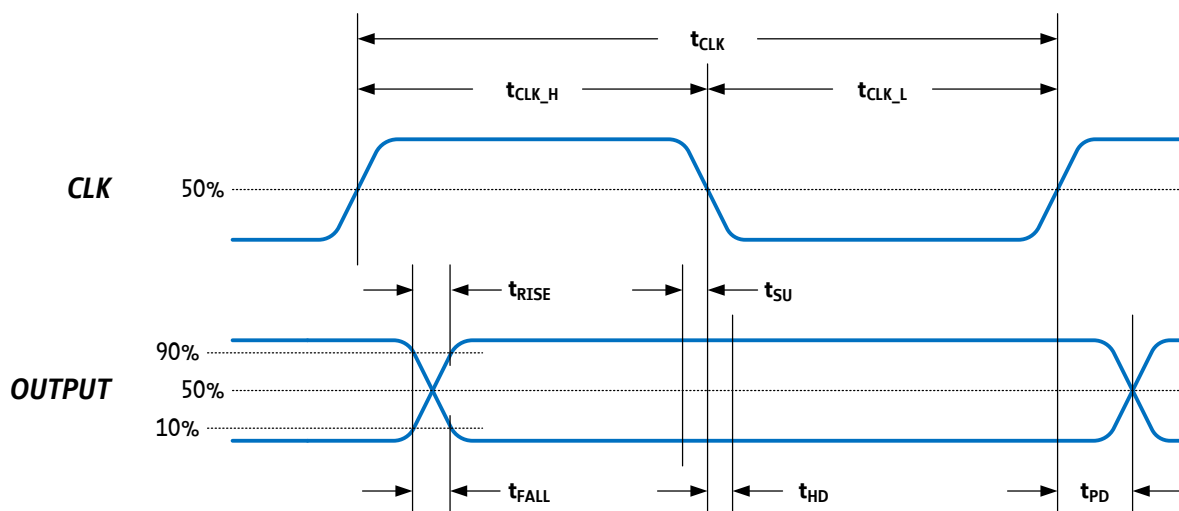 tCLK
tCLK_H
tCLK_L
CLK
50%
tRISE
tSU
90%
OUTPUT
50%
10%
tFALL
tHD
tPD